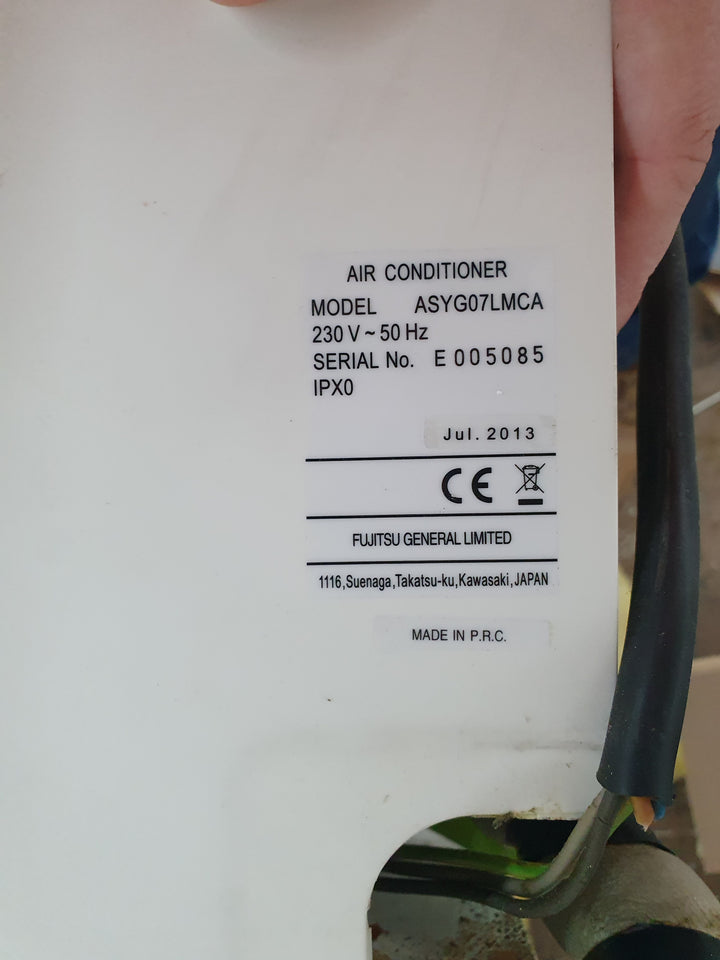 AIR CONDITIONER
MODEL ASYG07LMCA
230 V ~ 50 Hz
SERIAL No. E 005085
IPX0
Jul. 2013
CE
FUJITSU GENERAL LIMITED
1116,Suenaga,Takatsu-ku,Kawasaki,JAPAN
MADE IN P.R.C.